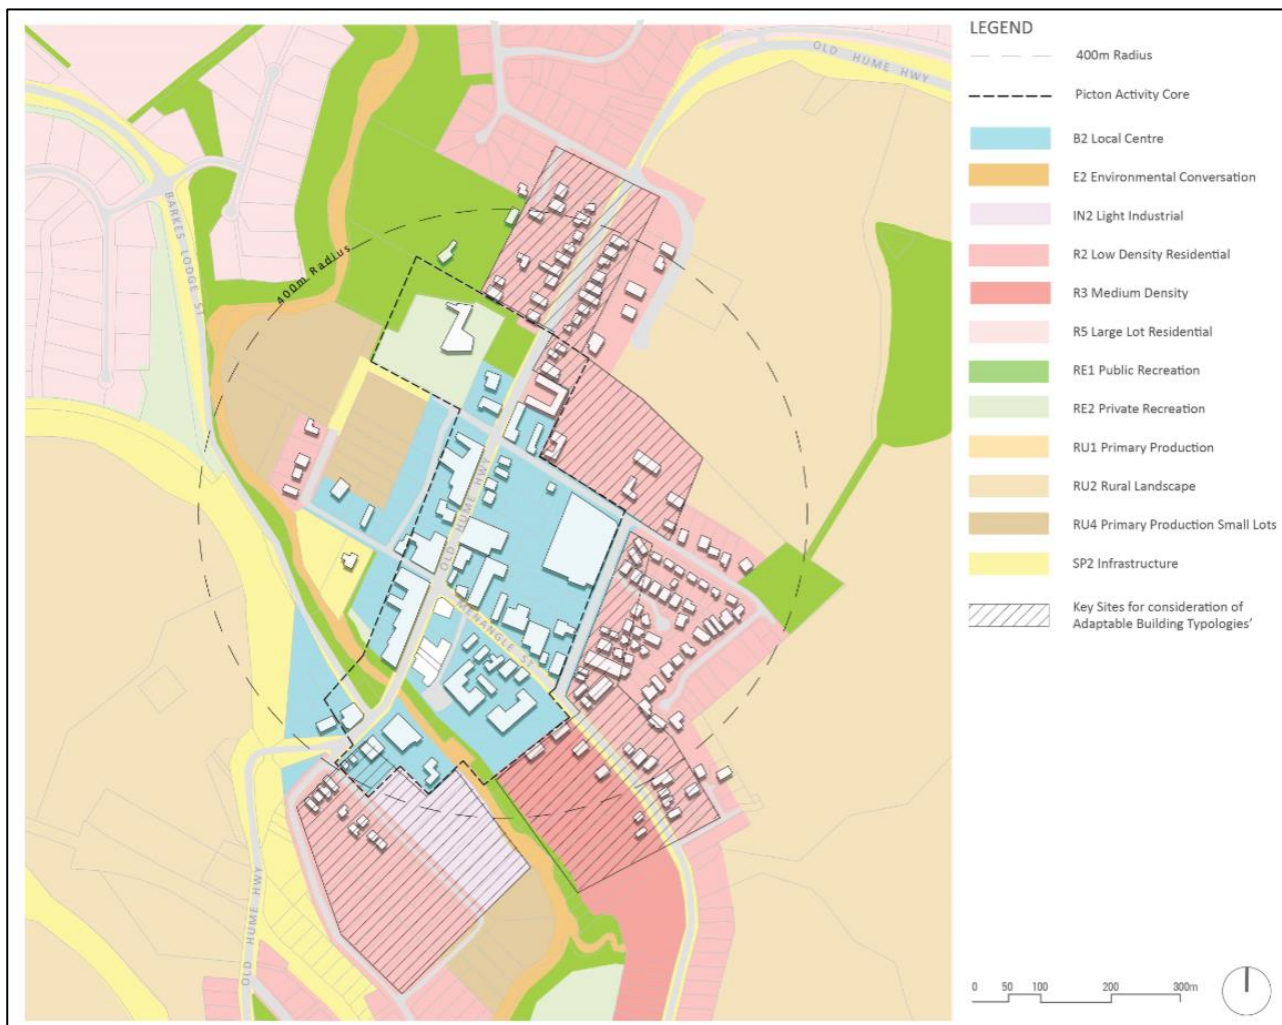 LEGEND
400m Radius
Picton Activity Core
B2 Local Centre
E2 Environmental Conversation
IN2 Light Industrial
R2 Low Density Residential
R3 Medium Density
R5 Large Lot Residential
RE1 Public Recreation
RE2 Private Recreation
RU1 Primary Production
RU2 Rural Landscape
RU4 Primary Production Small Lots
SP2 Infrastructure
Key Sites for consideration of
Adaptable Building Typologies'
0 50 100 200 300m
OLD HUME HWY
BARKES LODGE ST
400m Radius
OLD HUME HWY
MENANGLE ST
OLD HUME HWY